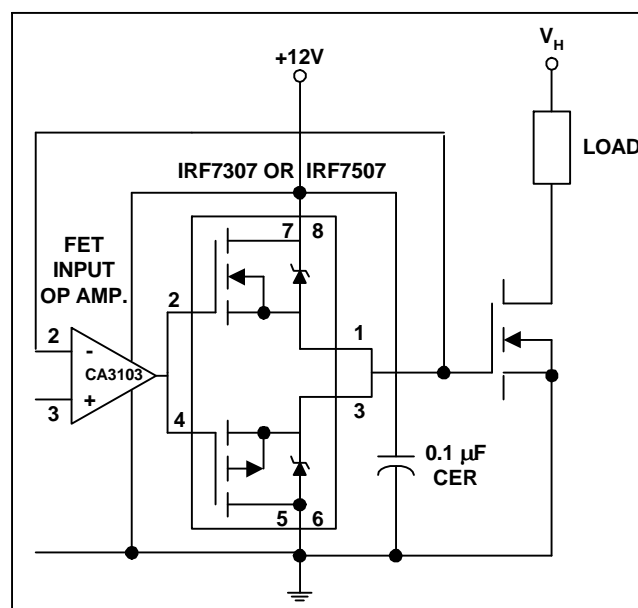 +12V
V_H
LOAD
IRF7307 OR IRF7507
FET
INPUT
OP AMP.
7 8
2
2
-
CA3103
1
3
+
4
3
0.1 μF
CER
5 6